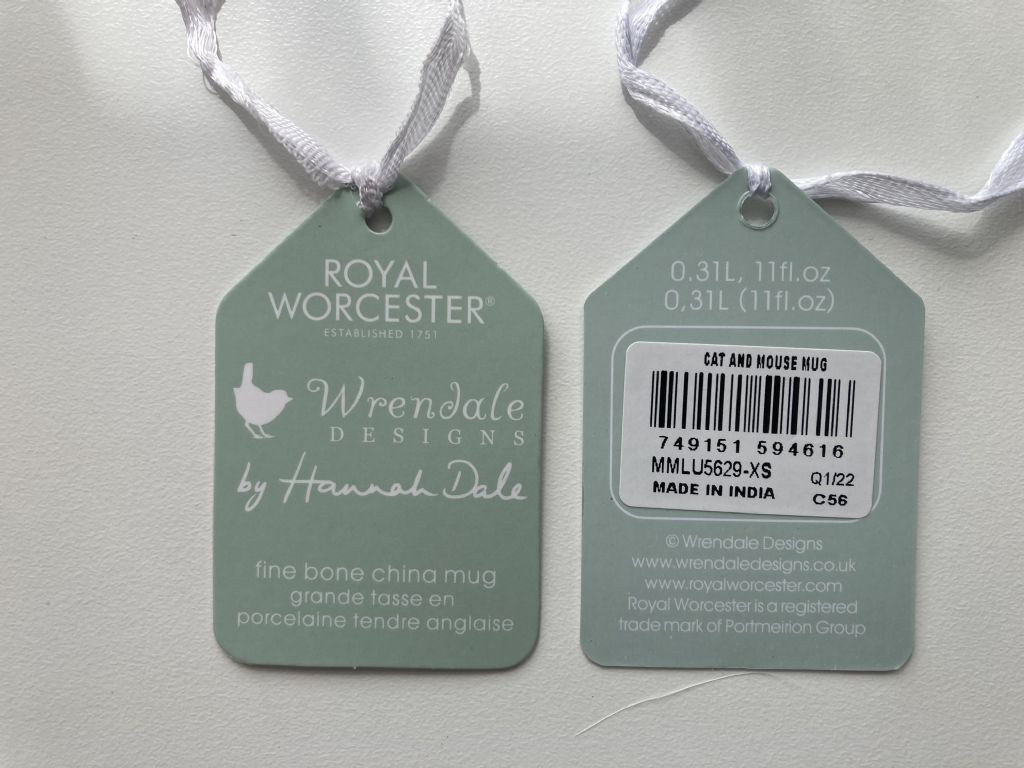 ROYAL
WORCESTER®
ESTABLISHED 1751
Wrendale
DESIGNS
by Hannah Dale
fine bone china mug
grande tasse en
porcelaine tendre anglaise
0.31L, 11fl.oz
0,31L (11fl.oz)
CAT AND MOUSE MUG
749151 594616
MMLU5629-XS Q1/22
MADE IN INDIA C56
© Wrendale Designs
www.wrendaledesigns.co.uk
www.royalworcester.com
Royal Worcester is a registered
trade mark of Portmeirion Group